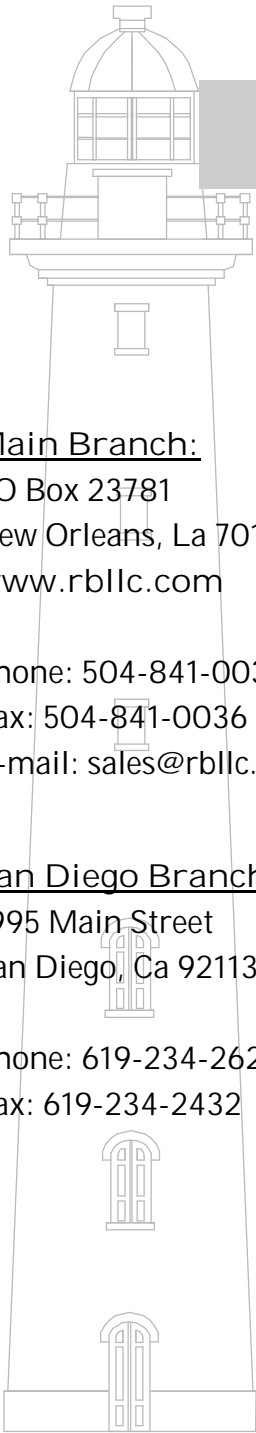 ain Branch:
O Box 23781
ew Orleans, La 701
ww.rbllc.com
hone: 504-841-003
ax: 504-841-0036
-mail: sales@rbllc.
an Diego Branch
995 Main Street
an Diego, Ca 92113
hone: 619-234-262
ax: 619-234-2432